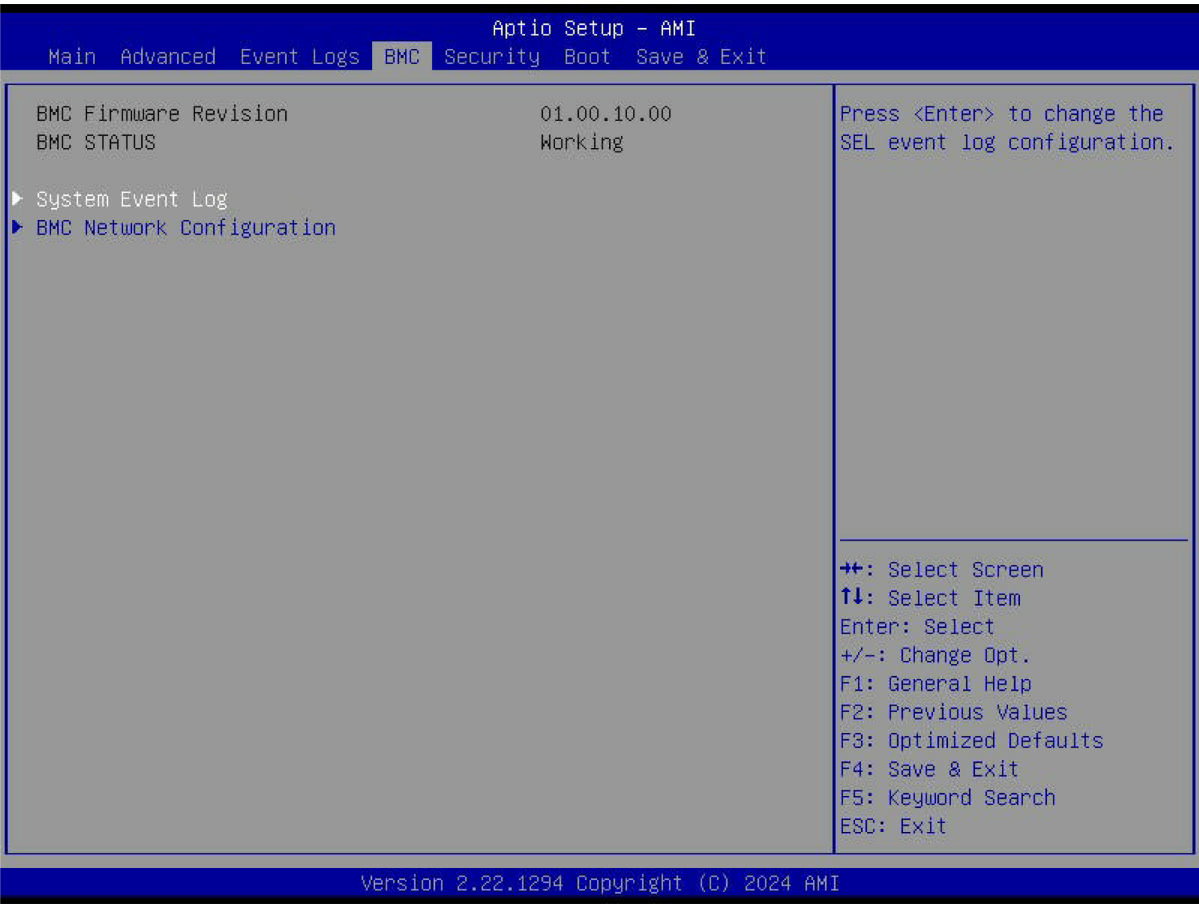 Aptio Setup – AMI
Main Advanced Event Logs BMC Security Boot Save & Exit
BMC Firmware Revision 01.00.10.00
BMC STATUS Working
System Event Log
BMC Network Configuration
Press <Enter> to change the
SEL event log configuration.
→←: Select Screen
↑↓: Select Item
Enter: Select
+/-: Change Opt.
F1: General Help
F2: Previous Values
F3: Optimized Defaults
F4: Save & Exit
F5: Keyword Search
ESC: Exit
Version 2.22.1294 Copyright (C) 2024 AMI